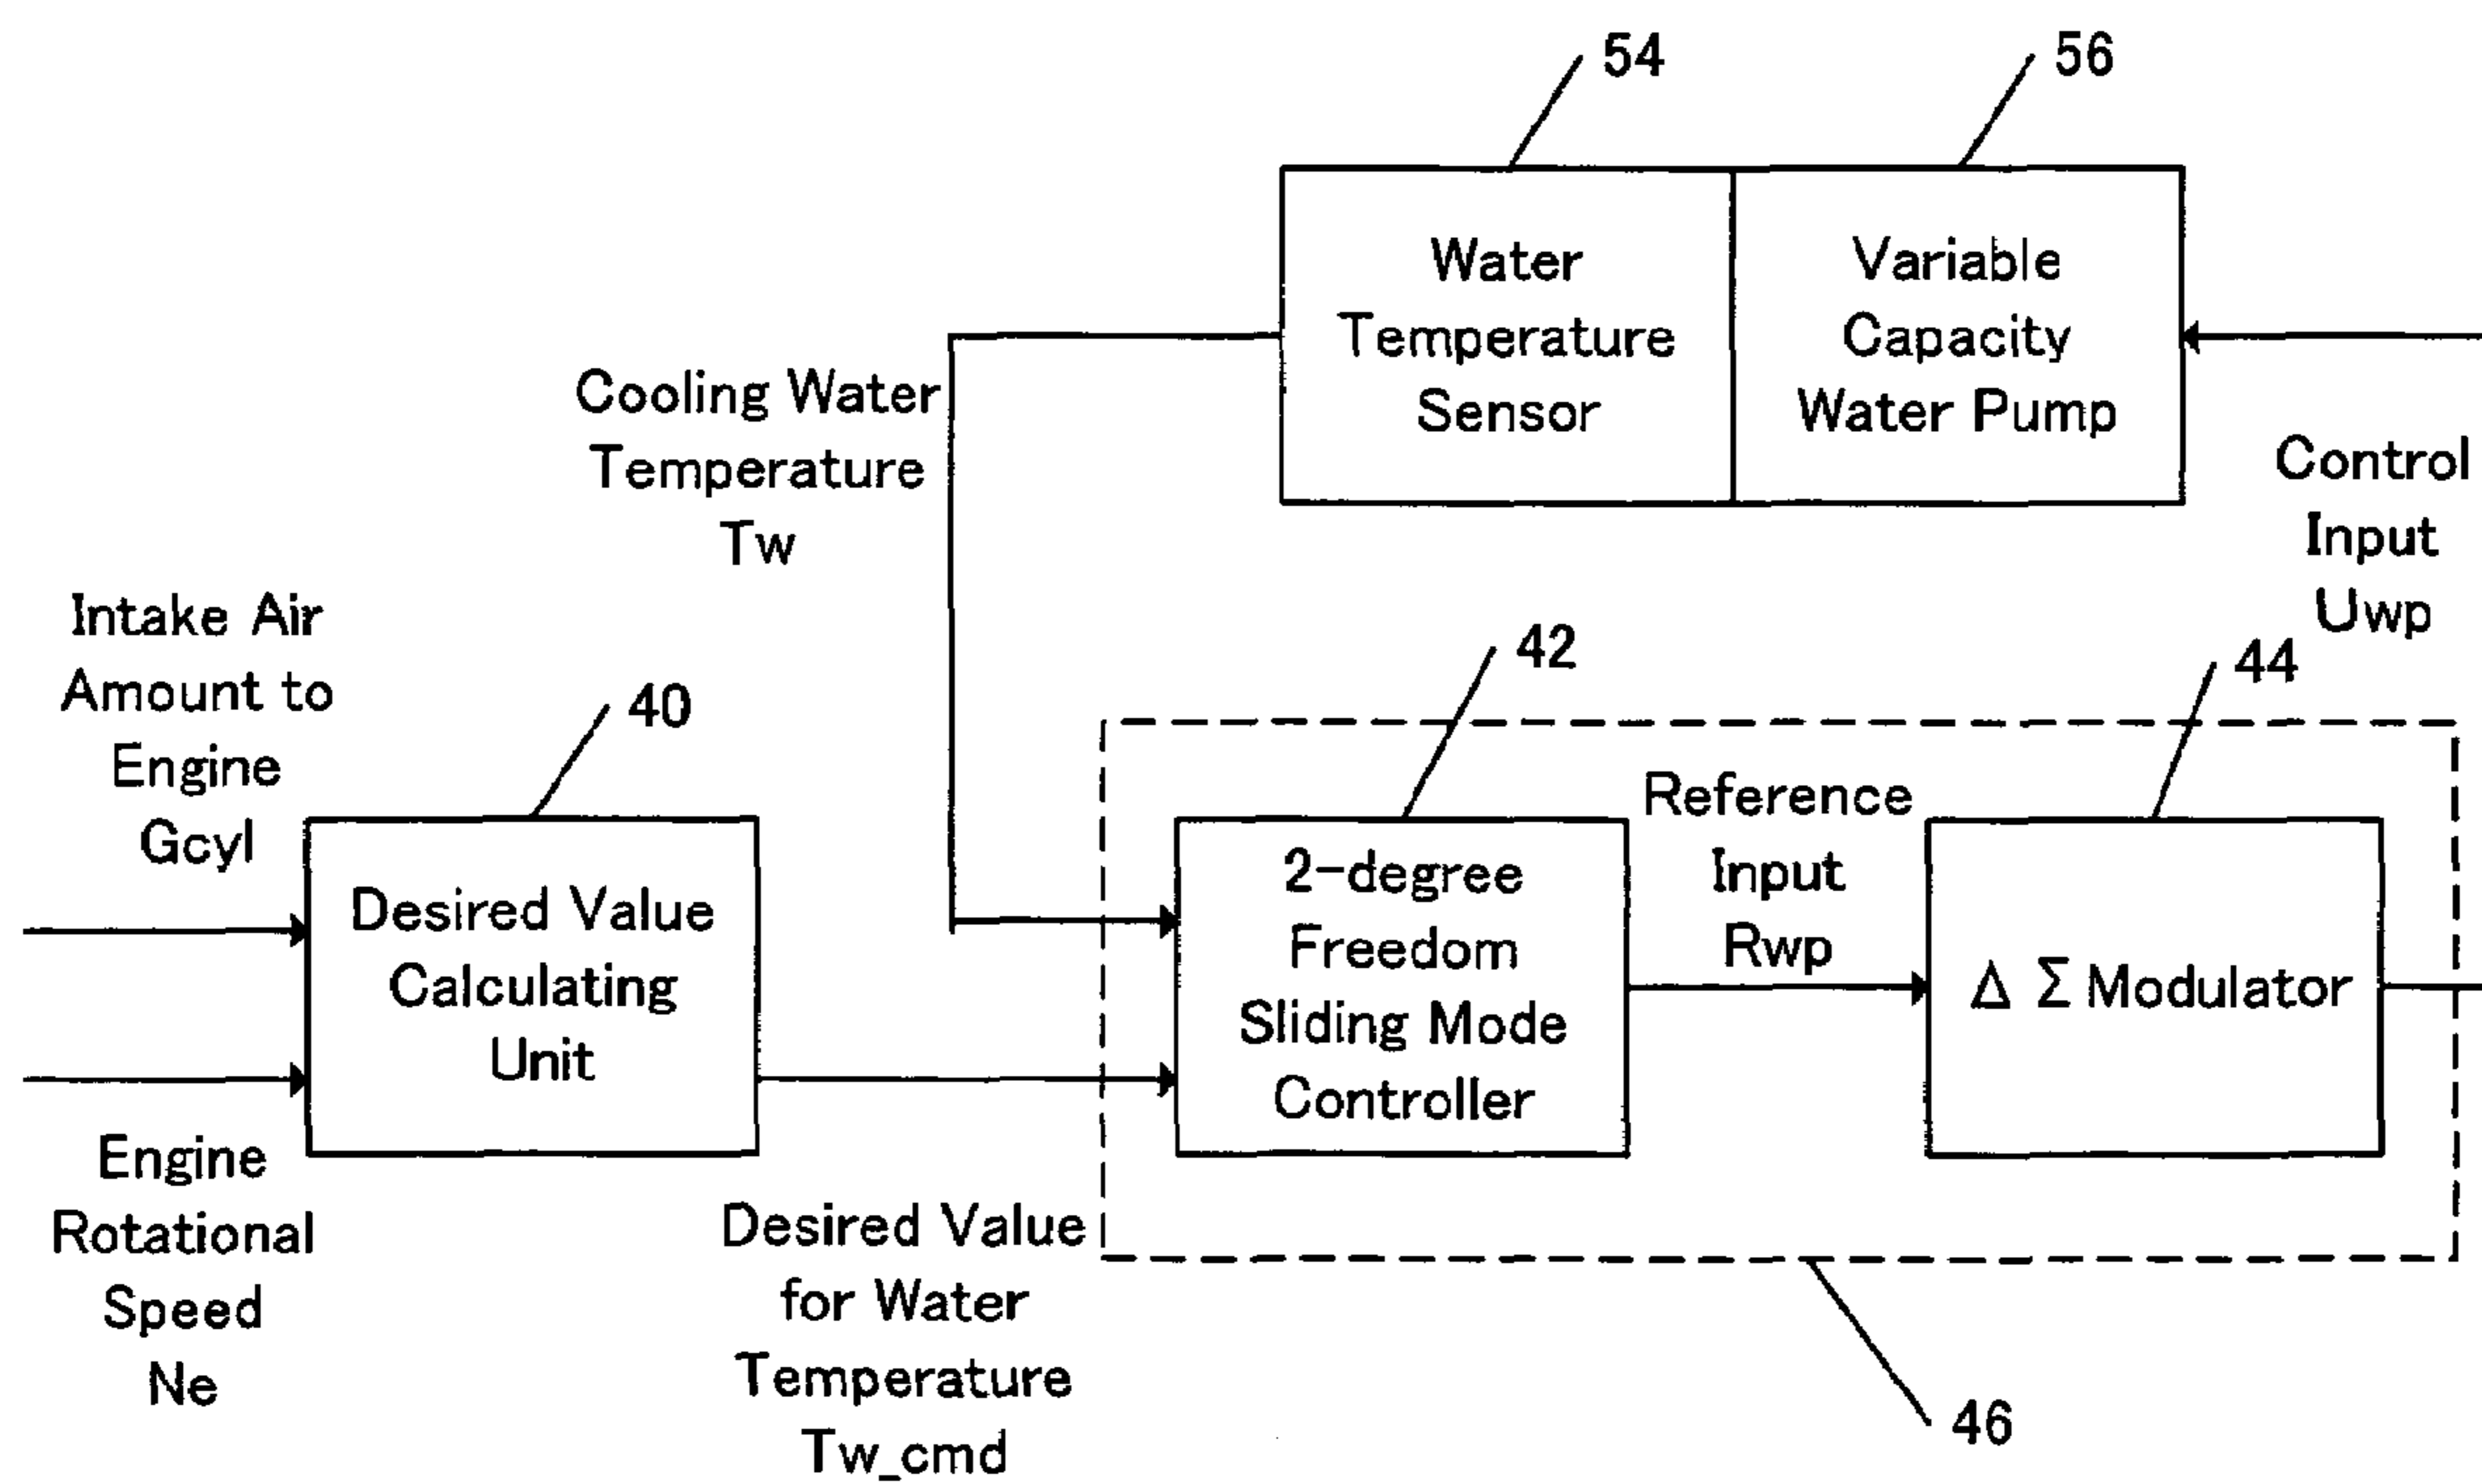 54
56
Water
Temperature
Sensor
Variable
Capacity
Water Pump
Cooling Water
Temperature
Tw
Control
Input
Uwp
Intake Air
Amount to
Engine
Gcyl
40
42
44
Desired Value
Calculating
Unit
2-degree
Freedom
Sliding Mode
Controller
Reference
Input
Rwp
Δ Σ Modulator
Engine
Rotational
Speed
Ne
Desired Value
for Water
Temperature
Tw_cmd
46